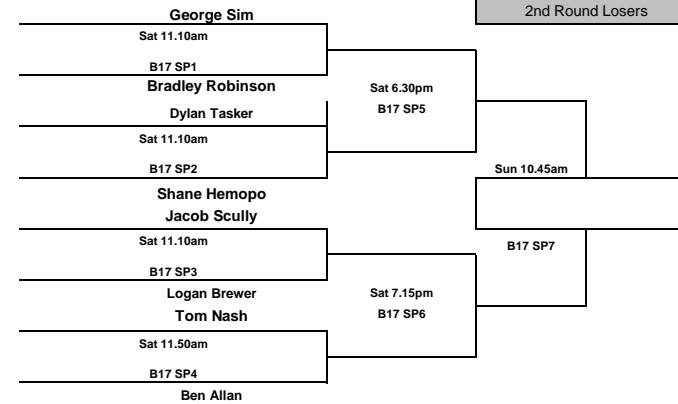 George Sim
2nd Round Losers
Sat 11.10am
B17 SP1
Bradley Robinson
Sat 6.30pm
Dylan Tasker
B17 SP5
Sat 11.10am
B17 SP2
Sun 10.45am
Shane Hemopo
Jacob Scully
Sat 11.10am
B17 SP7
B17 SP3
Logan Brewer
Sat 7.15pm
Tom Nash
B17 SP6
Sat 11.50am
B17 SP4
Ben Allan